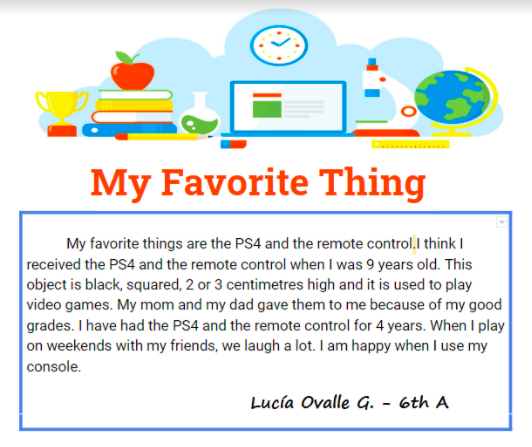 My Favorite Thing
My favorite things are the PS4 and the remote control.I think I
received the PS4 and the remote control when I was 9 years old. This
object is black, squared, 2 or 3 centimetres high and it is used to play
video games. My mom and my dad gave them to me because of my good
grades. I have had the PS4 and the remote control for 4 years. When I play
on weekends with my friends, we laugh a lot. I am happy when I use my
console.
Lucía Ovalle G. - 6th A